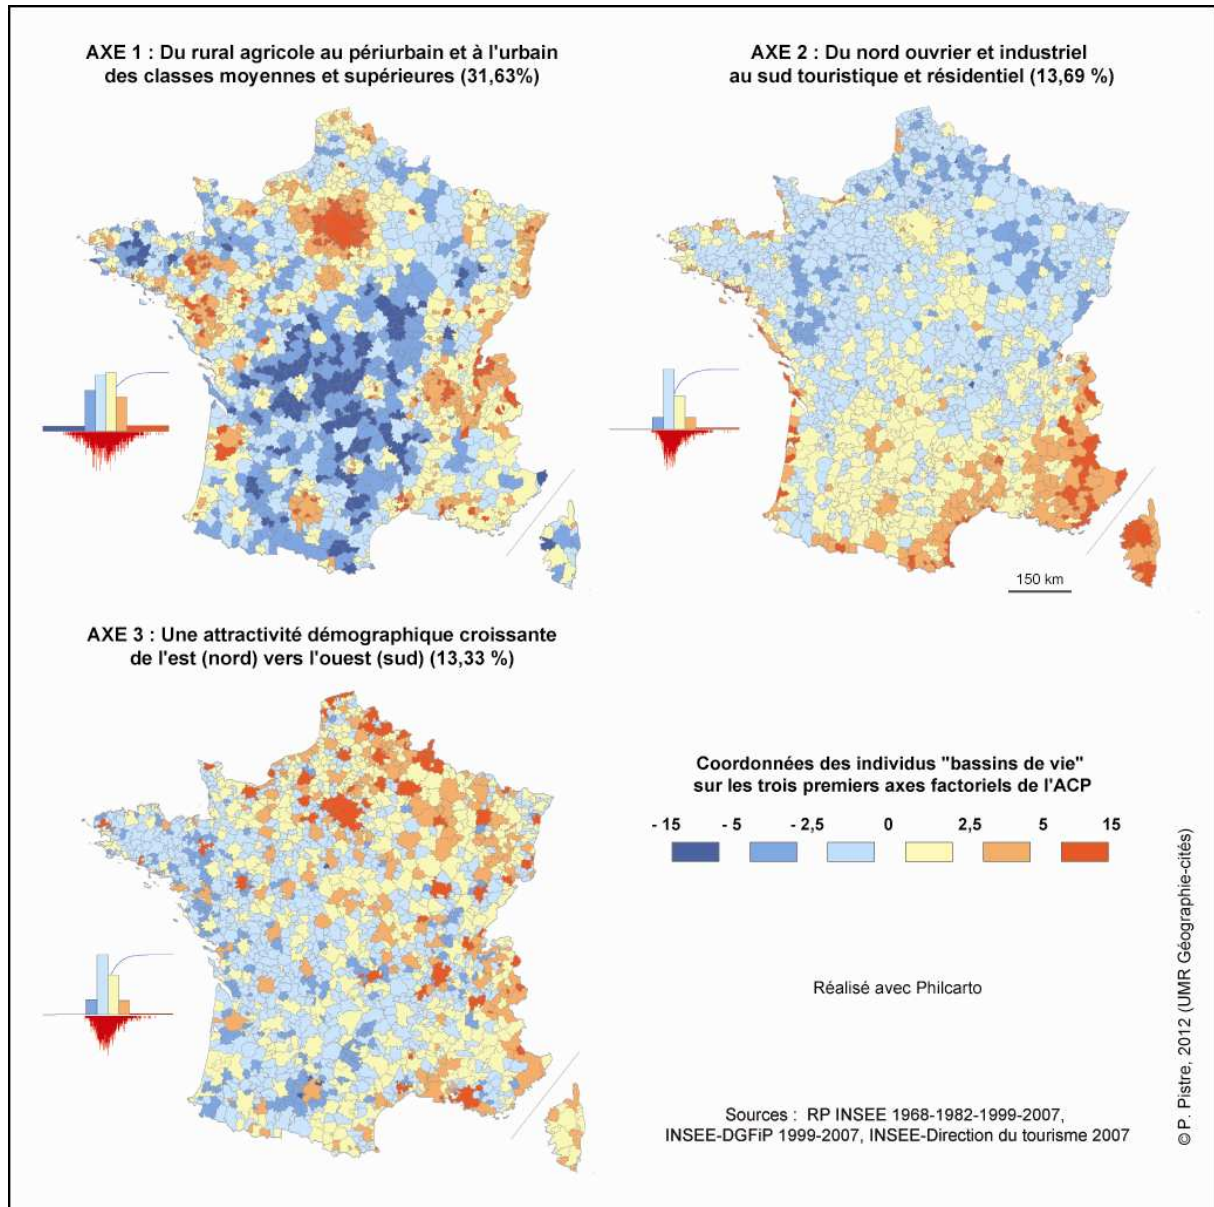 AXE 1 : Du rural agricole au périurbain et à l'urbain
des classes moyennes et supérieures (31,63%)
AXE 2 : Du nord ouvrier et industriel
au sud touristique et résidentiel (13,69 %)
150 km
AXE 3 : Une attractivité démographique croissante
de l'est (nord) vers l'ouest (sud) (13,33 %)
Coordonnées des individus "bassins de vie"
sur les trois premiers axes factoriels de l'ACP
- 15 - 5 - 2,5 0 2,5 5 15
Réalisé avec Philcarto
Sources : RP INSEE 1968-1982-1999-2007,
INSEE-DGFiP 1999-2007, INSEE-Direction du tourisme 2007
© P. Pistre, 2012 (UMR Géographie-cités)